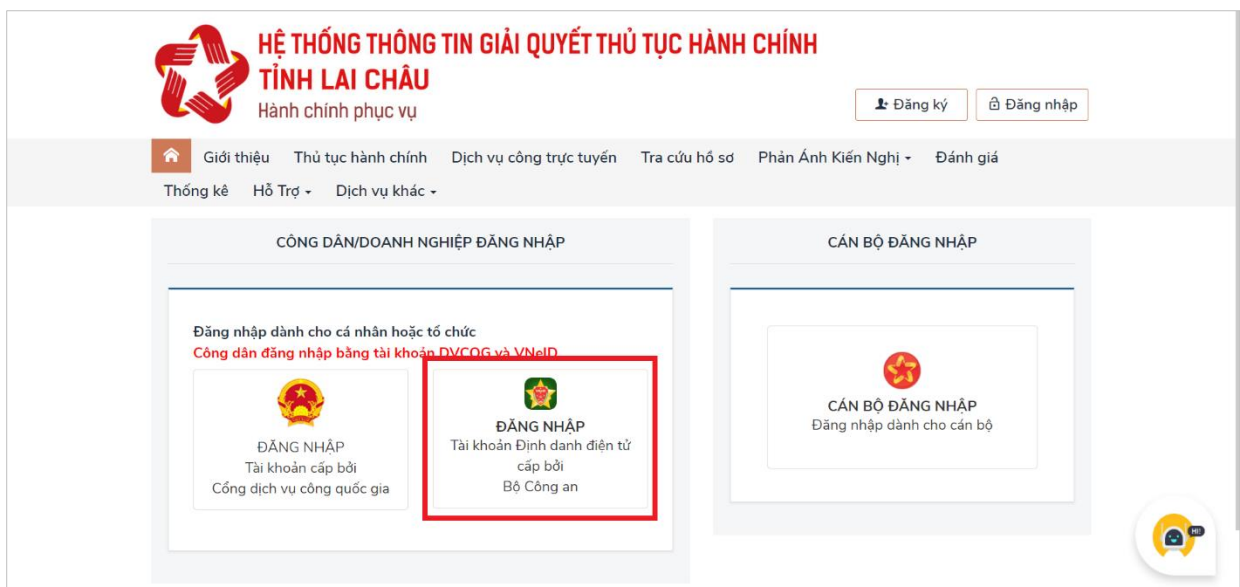 HỆ THỐNG THÔNG TIN GIẢI QUYẾT THỦ TỤC HÀNH CHÍNH
TỈNH LAI CHÂU
Hành chính phục vụ
Đăng ký
Đăng nhập
Giới thiệu Thủ tục hành chính Dịch vụ công trực tuyến Tra cứu hồ sơ Phản Ánh Kiến Nghị Đánh giá
Thống kê Hỗ Trợ Dịch vụ khác
CÔNG DÂN/DOANH NGHIỆP ĐĂNG NHẬP
Đăng nhập dành cho cá nhân hoặc tổ chức
Công dân đăng nhập bằng tài khoản DVCQG và VNeID
ĐĂNG NHẬP
Tài khoản cấp bởi
Cổng dịch vụ công quốc gia
ĐĂNG NHẬP
Tài khoản Định danh điện tử
cấp bởi
Bộ Công an
CÁN BỘ ĐĂNG NHẬP
CÁN BỘ ĐĂNG NHẬP
Đăng nhập dành cho cán bộ
HI!